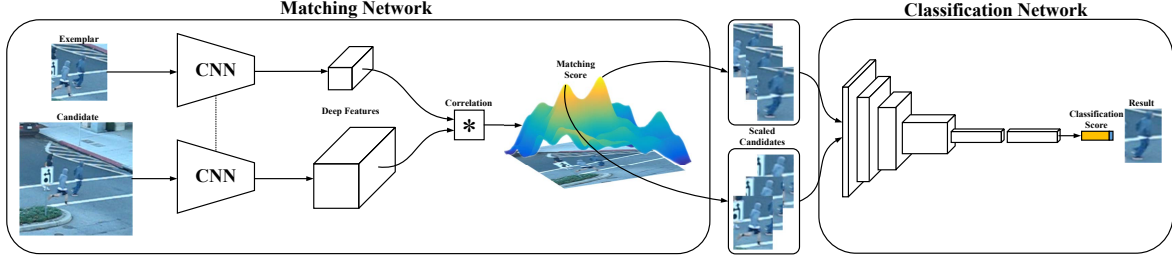 Matching Network
Classification Network
Exemplar
CNN
Matching
Score
Candidate
Deep Features
Correlation
*
CNN
Scaled
Candidates
Classification
Score
Result